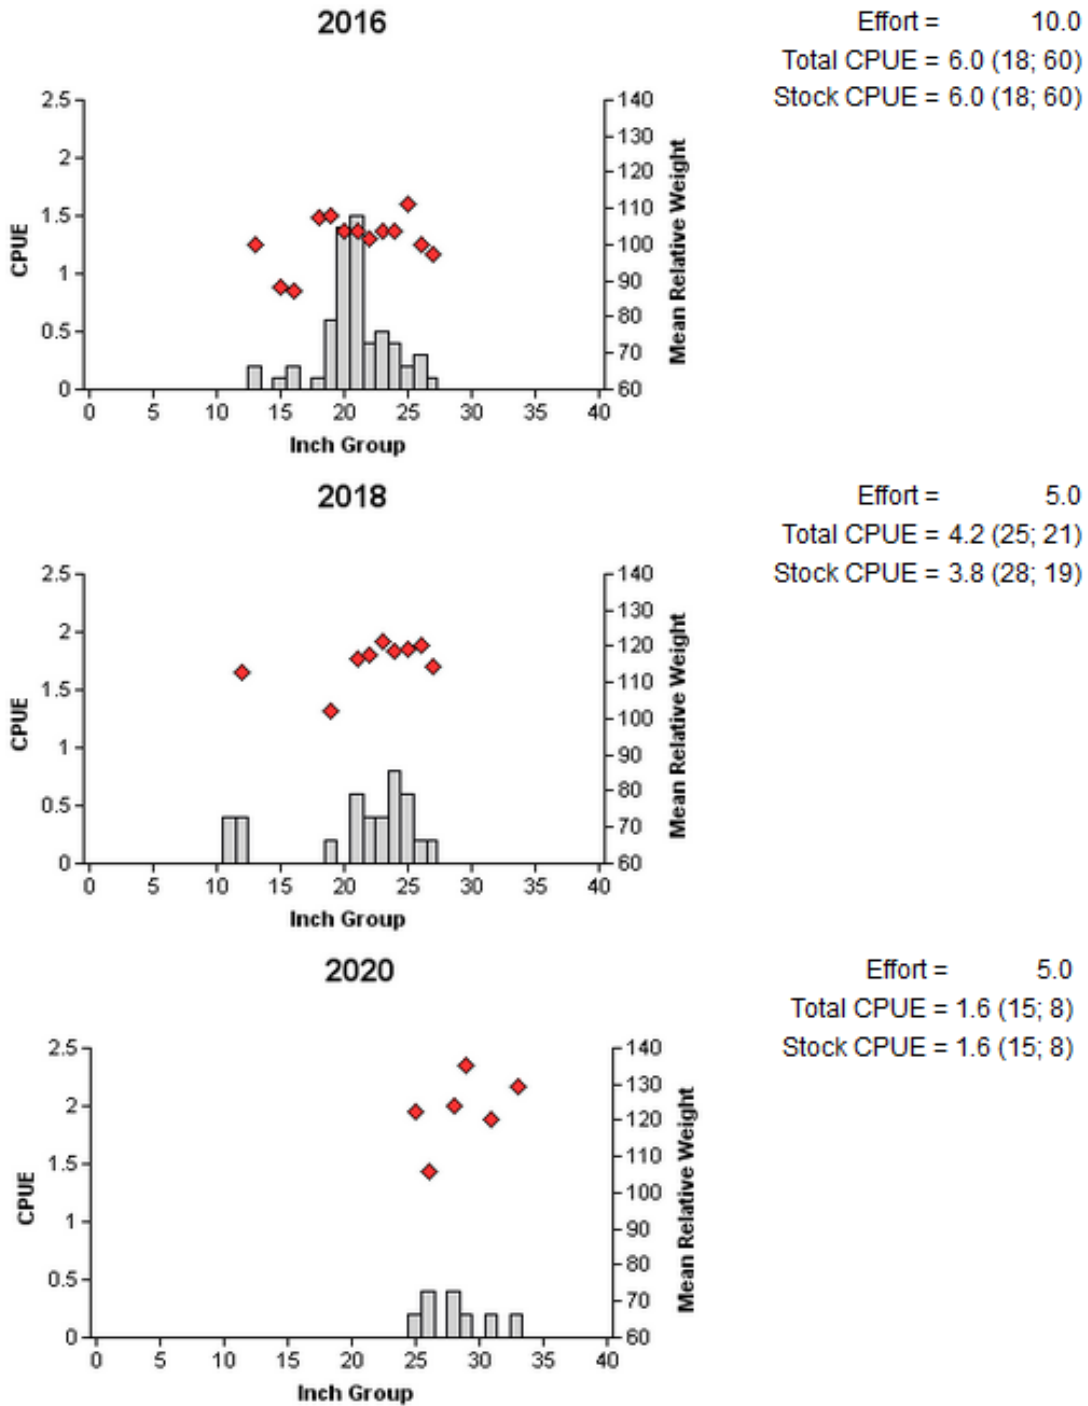 2016
Effort = 10.0
Total CPUE = 6.0 (18; 60)
Stock CPUE = 6.0 (18; 60)
2.5
2
1.5
1
0.5
0
CPUE
140
130
120
110
100
90
80
70
60
Mean Relative Weight
0 5 10 15 20 25 30 35 40
Inch Group
2018
Effort = 5.0
Total CPUE = 4.2 (25; 21)
Stock CPUE = 3.8 (28; 19)
2.5
2
1.5
1
0.5
0
CPUE
140
130
120
110
100
90
80
70
60
Mean Relative Weight
0 5 10 15 20 25 30 35 40
Inch Group
2020
Effort = 5.0
Total CPUE = 1.6 (15; 8)
Stock CPUE = 1.6 (15; 8)
2.5
2
1.5
1
0.5
0
CPUE
140
130
120
110
100
90
80
70
60
Mean Relative Weight
0 5 10 15 20 25 30 35 40
Inch Group